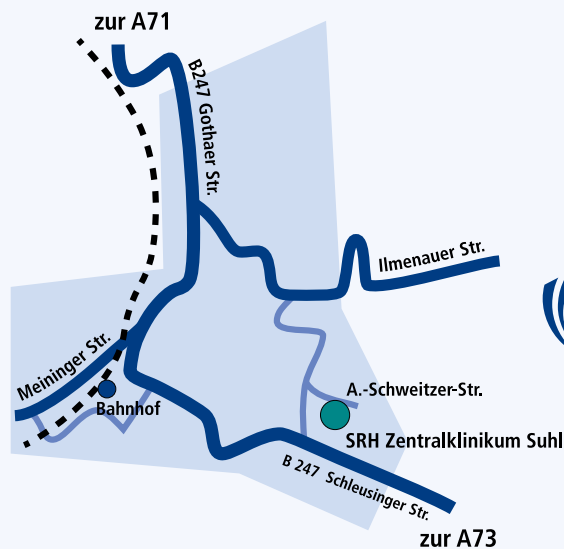 zur A71
B247 Gothaer Str.
Ilmenauer Str.
Meininger Str.
Bahnhof
A.-Schweitzer-Str.
SRH Zentralklinikum Suhl
B 247 Schleusinger Str.
zur A73